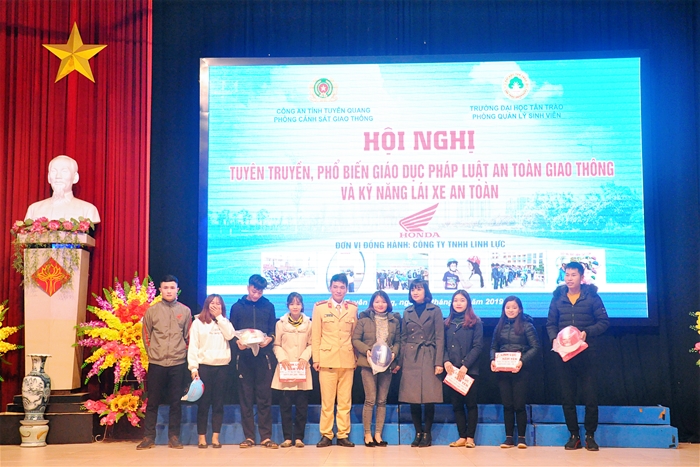 CÔNG AN TỈNH TUYÊN QUANG
PHÒNG CẢNH SÁT GIAO THÔNG
TRƯỜNG ĐẠI HỌC TÂN TRÀO
PHÒNG QUẢN LÝ SINH VIÊN
HỘI NGHỊ
TUYÊN TRUYỀN, PHỔ BIẾN GIÁO DỤC PHÁP LUẬT AN TOÀN GIAO THÔNG
VÀ KỸ NĂNG LÁI XE AN TOÀN
HONDA
ĐƠN VỊ ĐỒNG HÀNH: CÔNG TY TNHH LINH LỰC
2019